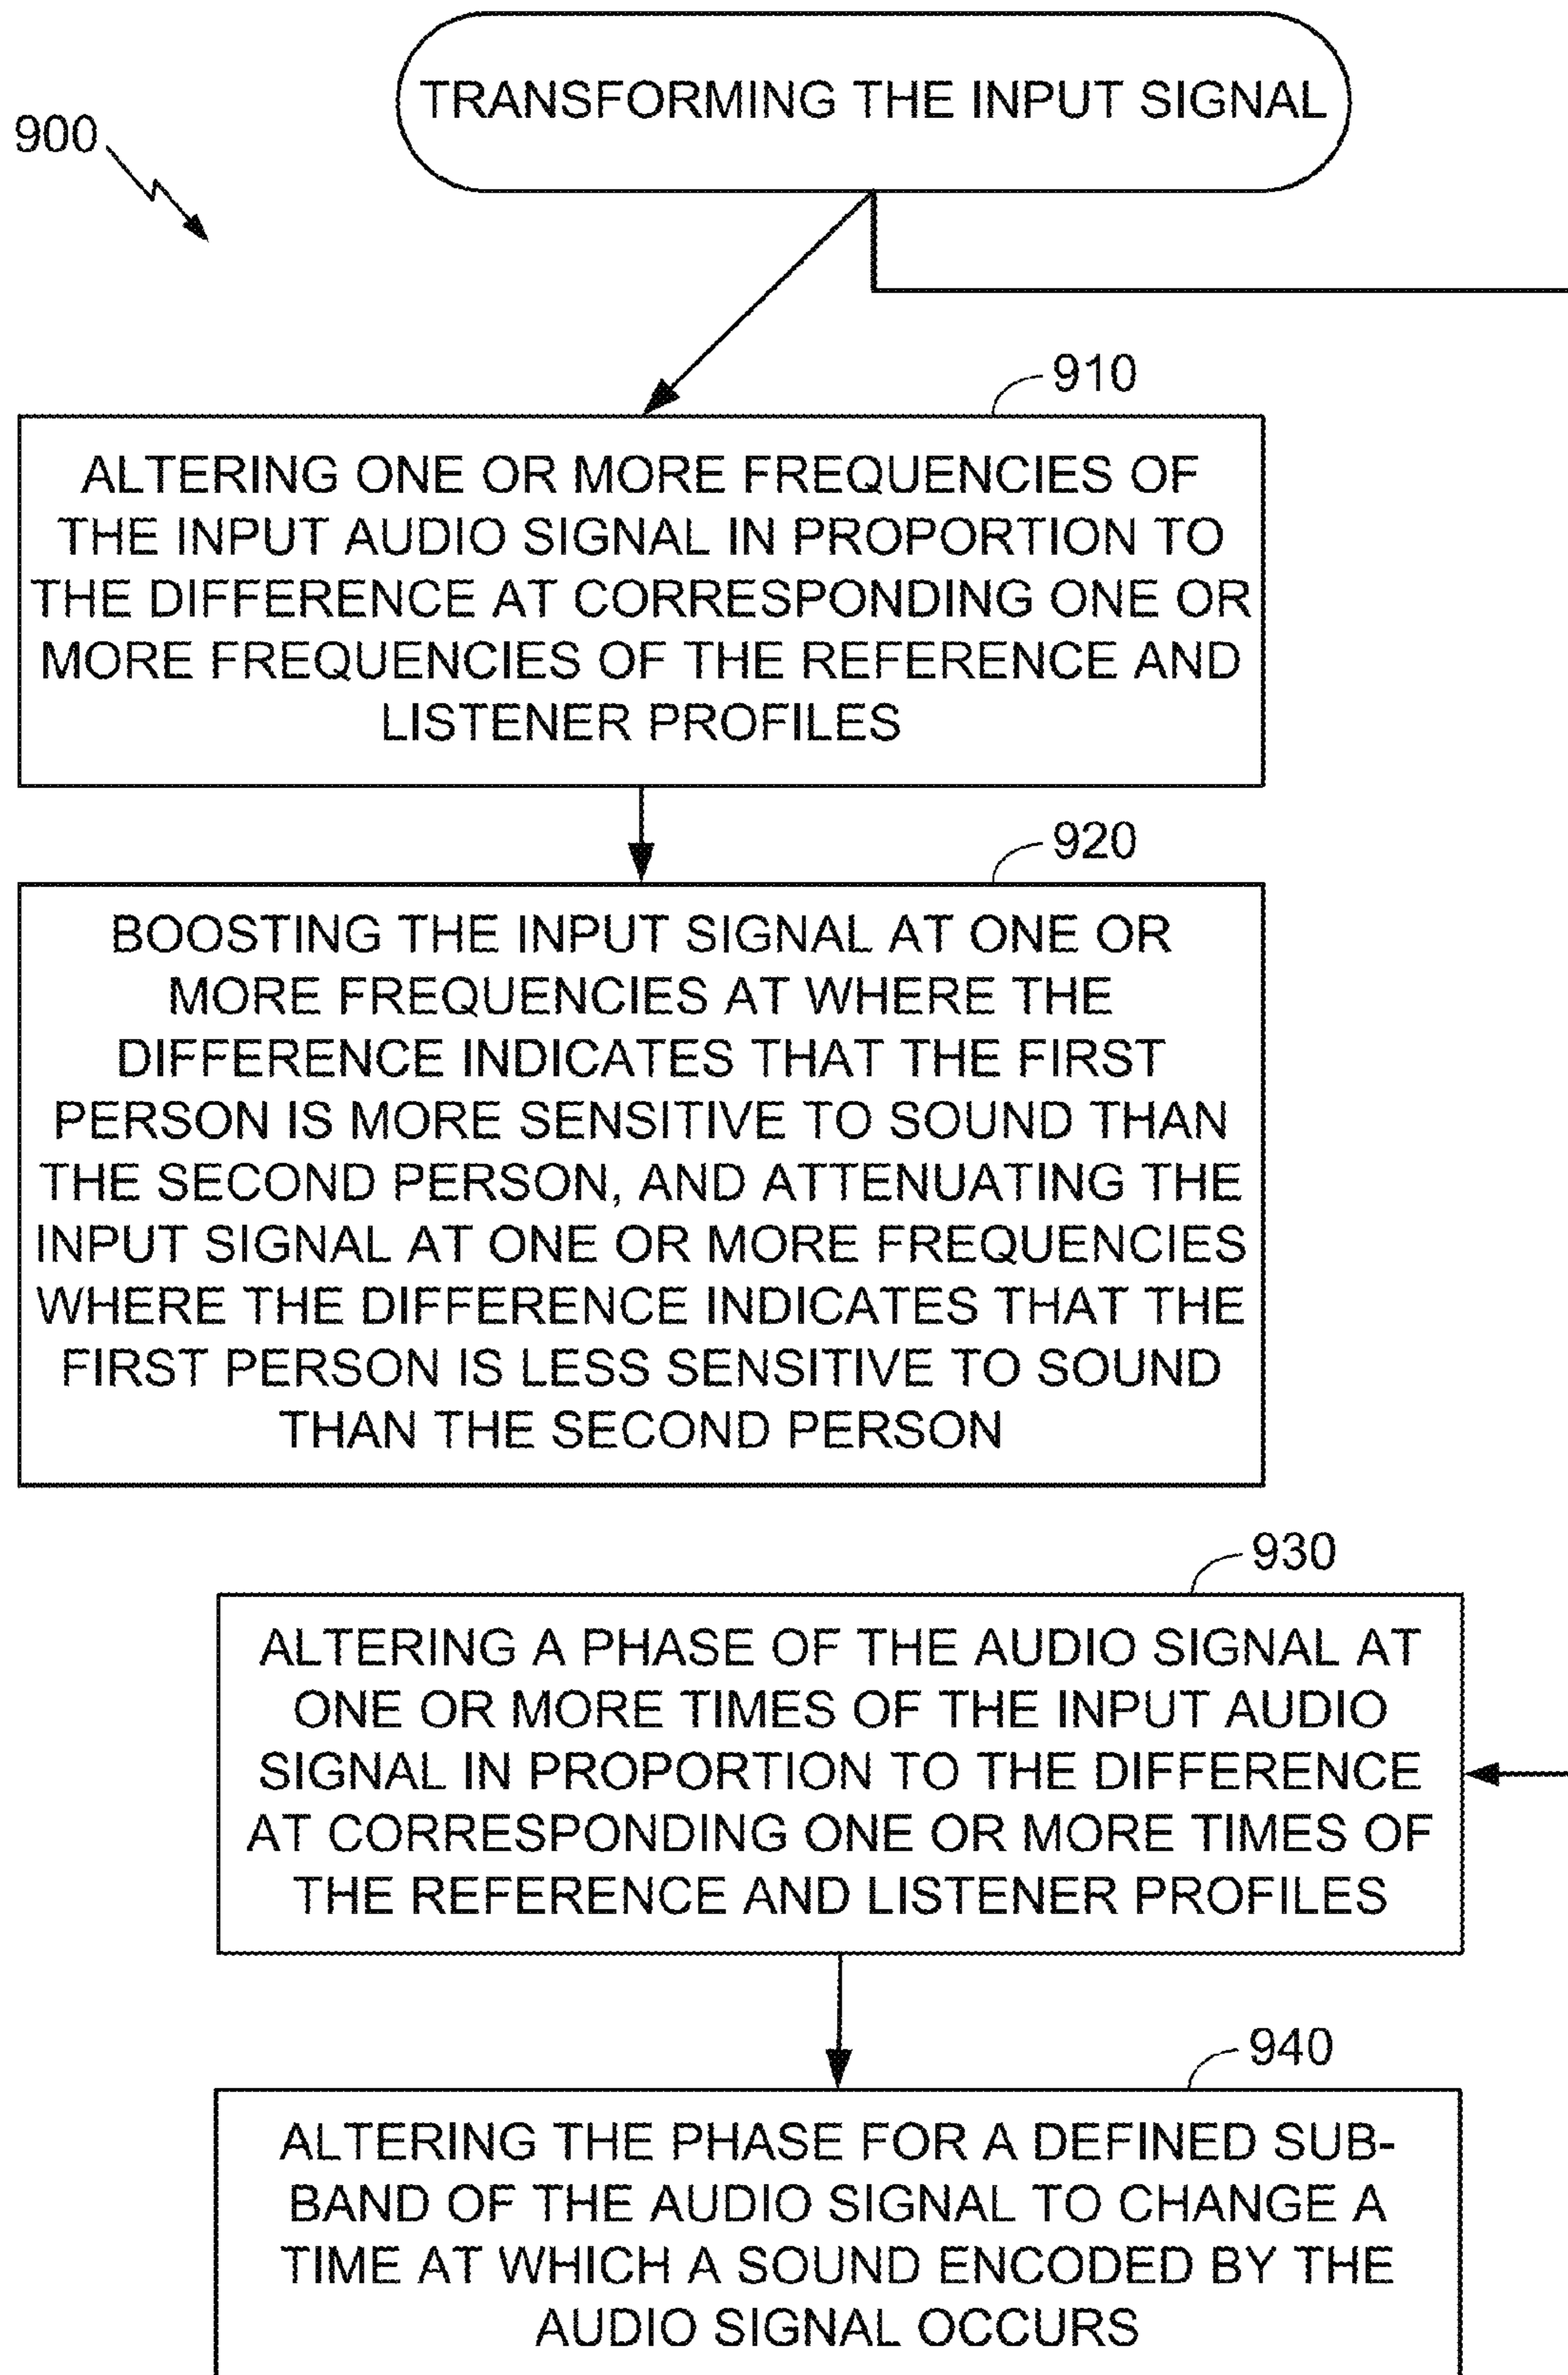 TRANSFORMING THE INPUT SIGNAL
900
910
ALTERING ONE OR MORE FREQUENCIES OF
THE INPUT AUDIO SIGNAL IN PROPORTION TO
THE DIFFERENCE AT CORRESPONDING ONE OR
MORE FREQUENCIES OF THE REFERENCE AND
LISTENER PROFILES
920
BOOSTING THE INPUT SIGNAL AT ONE OR
MORE FREQUENCIES AT WHERE THE
DIFFERENCE INDICATES THAT THE FIRST
PERSON IS MORE SENSITIVE TO SOUND THAN
THE SECOND PERSON, AND ATTENUATING THE
INPUT SIGNAL AT ONE OR MORE FREQUENCIES
WHERE THE DIFFERENCE INDICATES THAT THE
FIRST PERSON IS LESS SENSITIVE TO SOUND
THAN THE SECOND PERSON
930
ALTERING A PHASE OF THE AUDIO SIGNAL AT
ONE OR MORE TIMES OF THE INPUT AUDIO
SIGNAL IN PROPORTION TO THE DIFFERENCE
AT CORRESPONDING ONE OR MORE TIMES OF
THE REFERENCE AND LISTENER PROFILES
940
ALTERING THE PHASE FOR A DEFINED SUB-
BAND OF THE AUDIO SIGNAL TO CHANGE A
TIME AT WHICH A SOUND ENCODED BY THE
AUDIO SIGNAL OCCURS